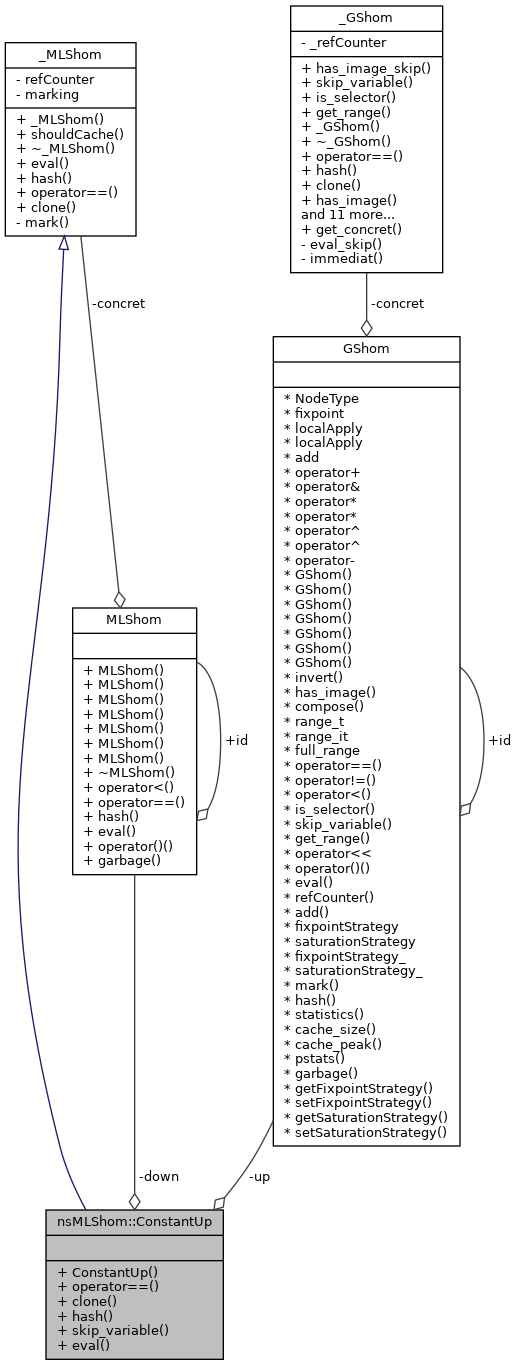 _GShom
- _refCounter
+ has_image_skip()
+ skip_variable()
+ is_selector()
+ get_range()
+ _GShom()
+ ~_GShom()
+ operator==()
+ hash()
+ clone()
+ has_image()
and 11 more...
+ get_concret()
- eval_skip()
- immediat()
_MLShom
- refCounter
- marking
+ _MLShom()
+ shouldCache()
+ ~_MLShom()
+ eval()
+ hash()
+ operator==()
+ clone()
- mark()
-concret
-concret
GShom
* NodeType
* fixpoint
* localApply
* localApply
* add
* operator+
* operator&
* operator*
* operator*
* operator^
* operator^
* operator-
* GShom()
* GShom()
* GShom()
* GShom()
* GShom()
* GShom()
* GShom()
* invert()
* has_image()
* compose()
* range_t
* range_it
* full_range
* operator==()
* operator!=()
* operator<()
* is_selector()
* skip_variable()
* get_range()
* operator<<
* operator()()
* eval()
* refCounter()
* add()
* fixpointStrategy
* saturationStrategy
* fixpointStrategy_
* saturationStrategy_
* mark()
* hash()
* statistics()
* cache_size()
* cache_peak()
* pstats()
* garbage()
* getFixpointStrategy()
* setFixpointStrategy()
* getSaturationStrategy()
* setSaturationStrategy()
+id
MLShom
+ MLShom()
+ MLShom()
+ MLShom()
+ MLShom()
+ MLShom()
+ MLShom()
+ MLShom()
+ ~MLShom()
+ operator<()
+ operator==()
+ hash()
+ eval()
+ operator()()
+ garbage()
+id
-down
-up
nsMLShom::ConstantUp
+ ConstantUp()
+ operator==()
+ clone()
+ hash()
+ skip_variable()
+ eval()